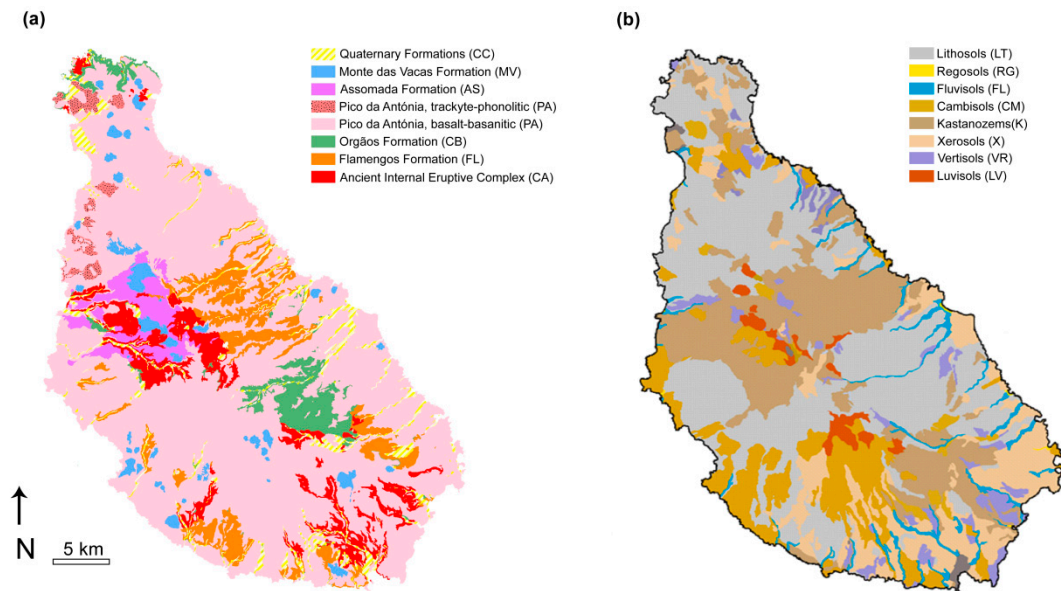 (a)
Quaternary Formations (CC)
Monte das Vacas Formation (MV)
Assomada Formation (AS)
Pico da Antónia, trackyte-phonolitic (PA)
Pico da Antónia, basalt-basanitic (PA)
Orgãos Formation (CB)
Flamengos Formation (FL)
Ancient Internal Eruptive Complex (CA)
N
5 km
(b)
Lithosols (LT)
Regosols (RG)
Fluvisols (FL)
Cambisols (CM)
Kastanozems(K)
Xerosols (X)
Vertisols (VR)
Luvisols (LV)